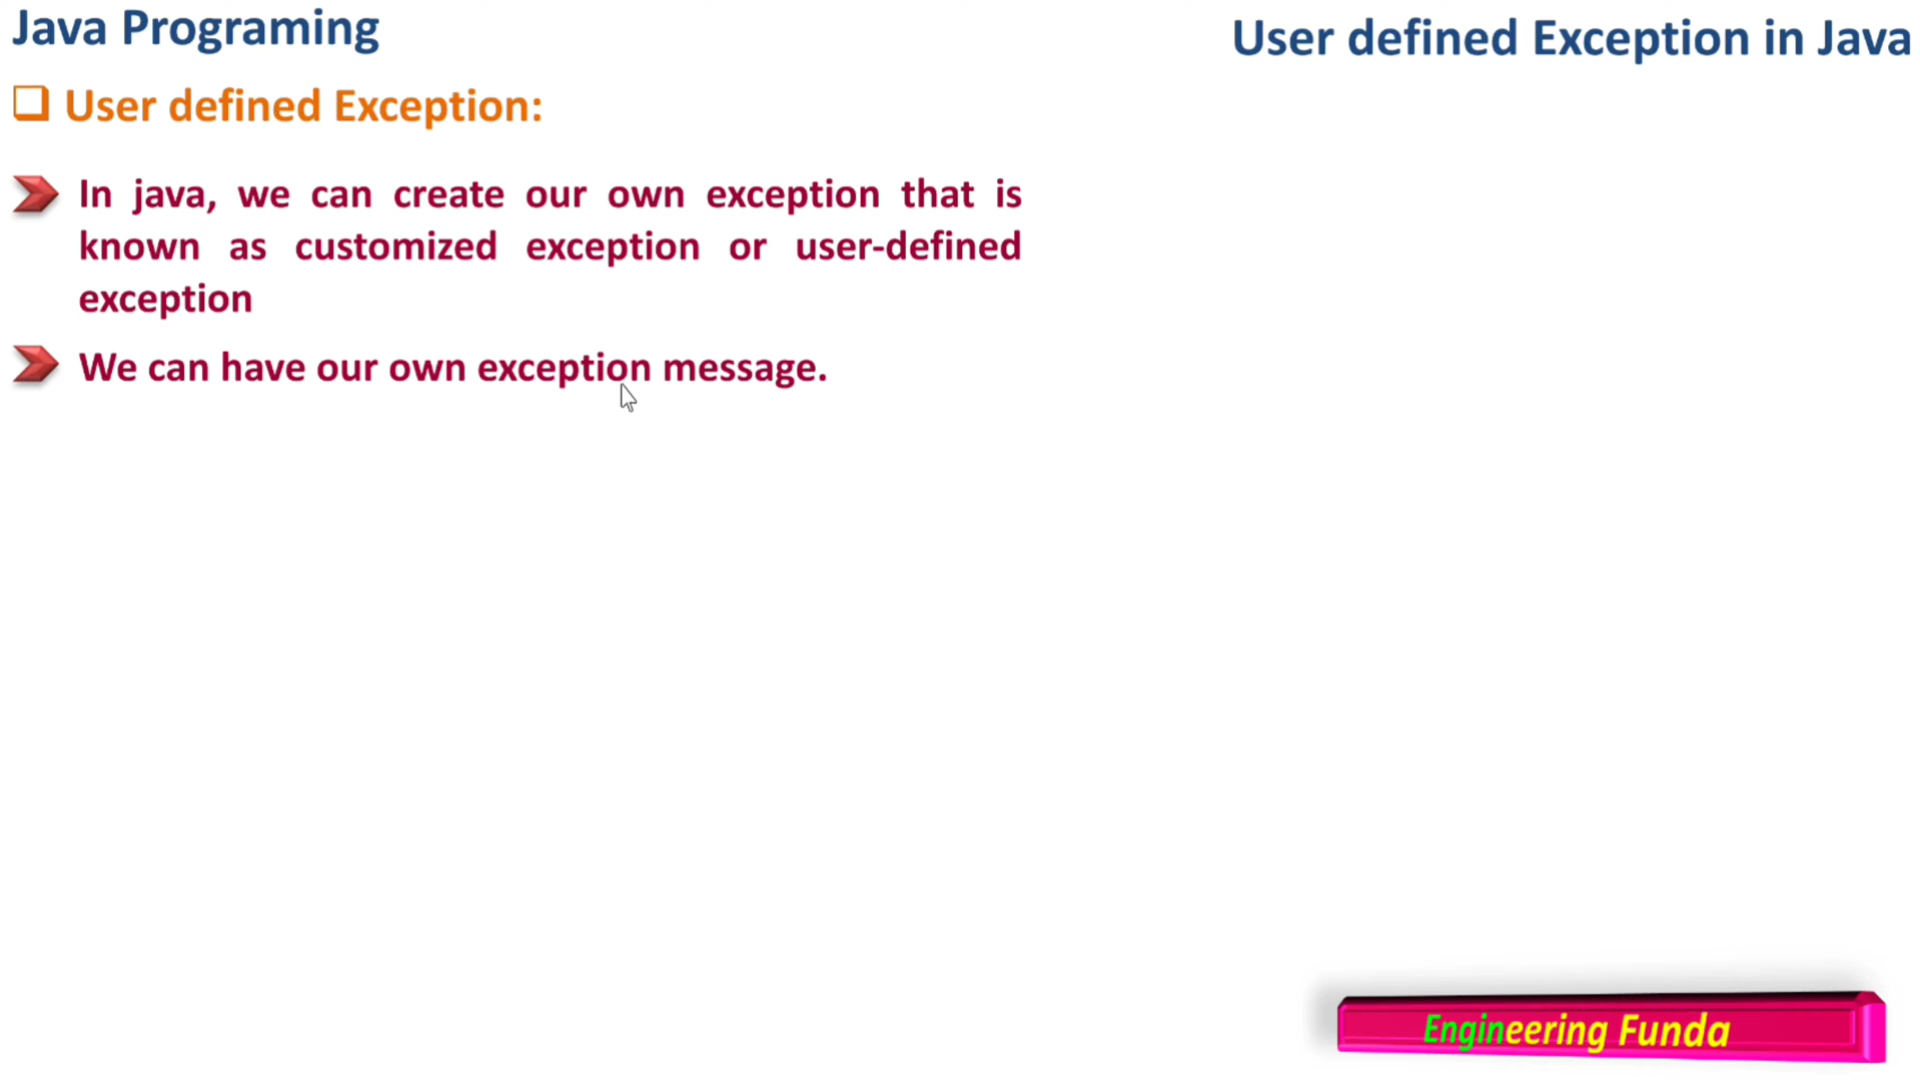 Java Programing
User defined Exception in Java
User defined Exception:
In java, we can create our own exception that is
known as customized exception or user-defined
exception
We can have our own exception message.
Engineering Funda